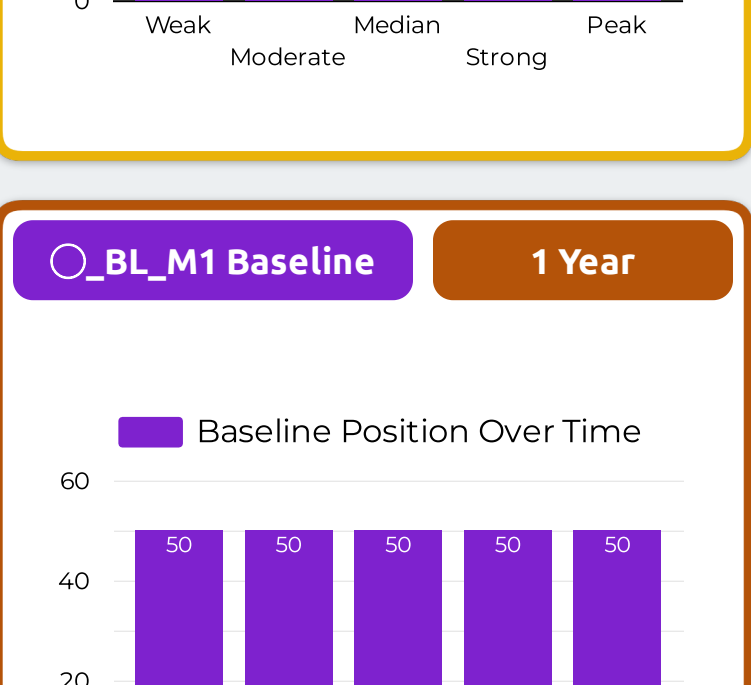 0
Weak Median Peak
Moderate Strong
◯_BL_M1 Baseline
1 Year
Baseline Position Over Time
60
50 50 50 50 50
40
20